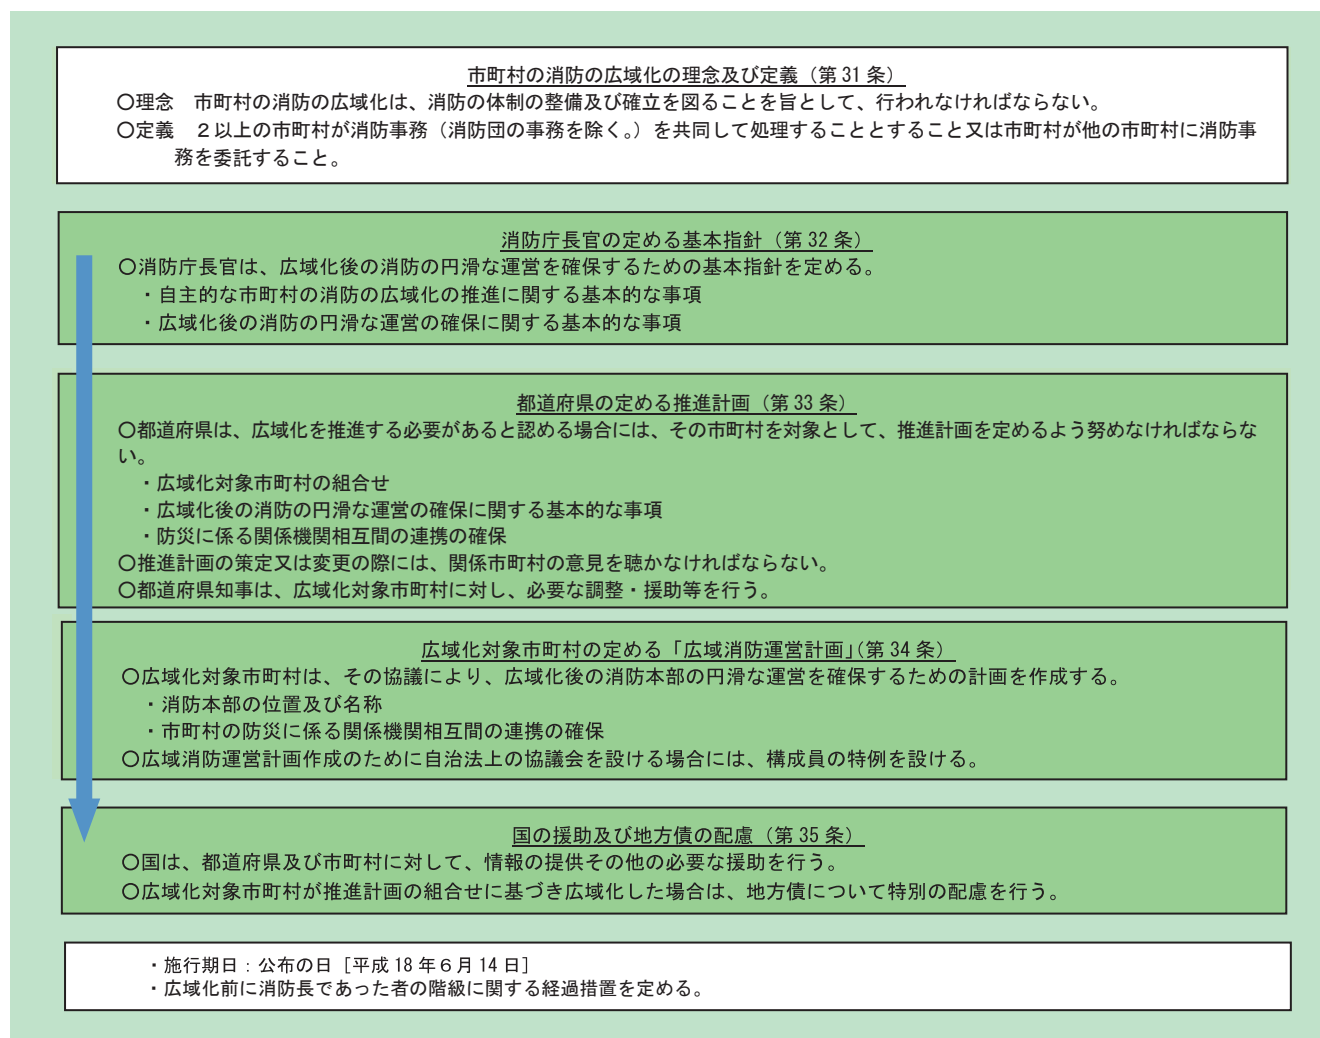 市町村の消防の広域化の理念及び定義（第 31 条）
〇理念　市町村の消防の広域化は、消防の体制の整備及び確立を図ることを旨として、行われなければならない。
〇定義　２以上の市町村が消防事務（消防団の事務を除く。）を共同して処理することとすること又は市町村が他の市町村に消防事
務を委託すること。
消防庁長官の定める基本指針（第 32 条）
〇消防庁長官は、広域化後の消防の円滑な運営を確保するための基本指針を定める。
・自主的な市町村の消防の広域化の推進に関する基本的な事項
・広域化後の消防の円滑な運営の確保に関する基本的な事項
都道府県の定める推進計画（第 33 条）
〇都道府県は、広域化を推進する必要があると認める場合には、その市町村を対象として、推進計画を定めるよう努めなければならな
い。
・広域化対象市町村の組合せ
・広域化後の消防の円滑な運営の確保に関する基本的な事項
・防災に係る関係機関相互間の連携の確保
〇推進計画の策定又は変更の際には、関係市町村の意見を聴かなければならない。
〇都道府県知事は、広域化対象市町村に対し、必要な調整・援助等を行う。
広域化対象市町村の定める「広域消防運営計画」（第 34 条）
〇広域化対象市町村は、その協議により、広域化後の消防本部の円滑な運営を確保するための計画を作成する。
・消防本部の位置及び名称
・市町村の防災に係る関係機関相互間の連携の確保
〇広域消防運営計画作成のために自治法上の協議会を設ける場合には、構成員の特例を設ける。
国の援助及び地方債の配慮（第 35 条）
〇国は、都道府県及び市町村に対して、情報の提供その他の必要な援助を行う。
〇広域化対象市町村が推進計画の組合せに基づき広域化した場合は、地方債について特別の配慮を行う。
・施行期日：公布の日［平成 18 年６月 14 日］
・広域化前に消防長であった者の階級に関する経過措置を定める。